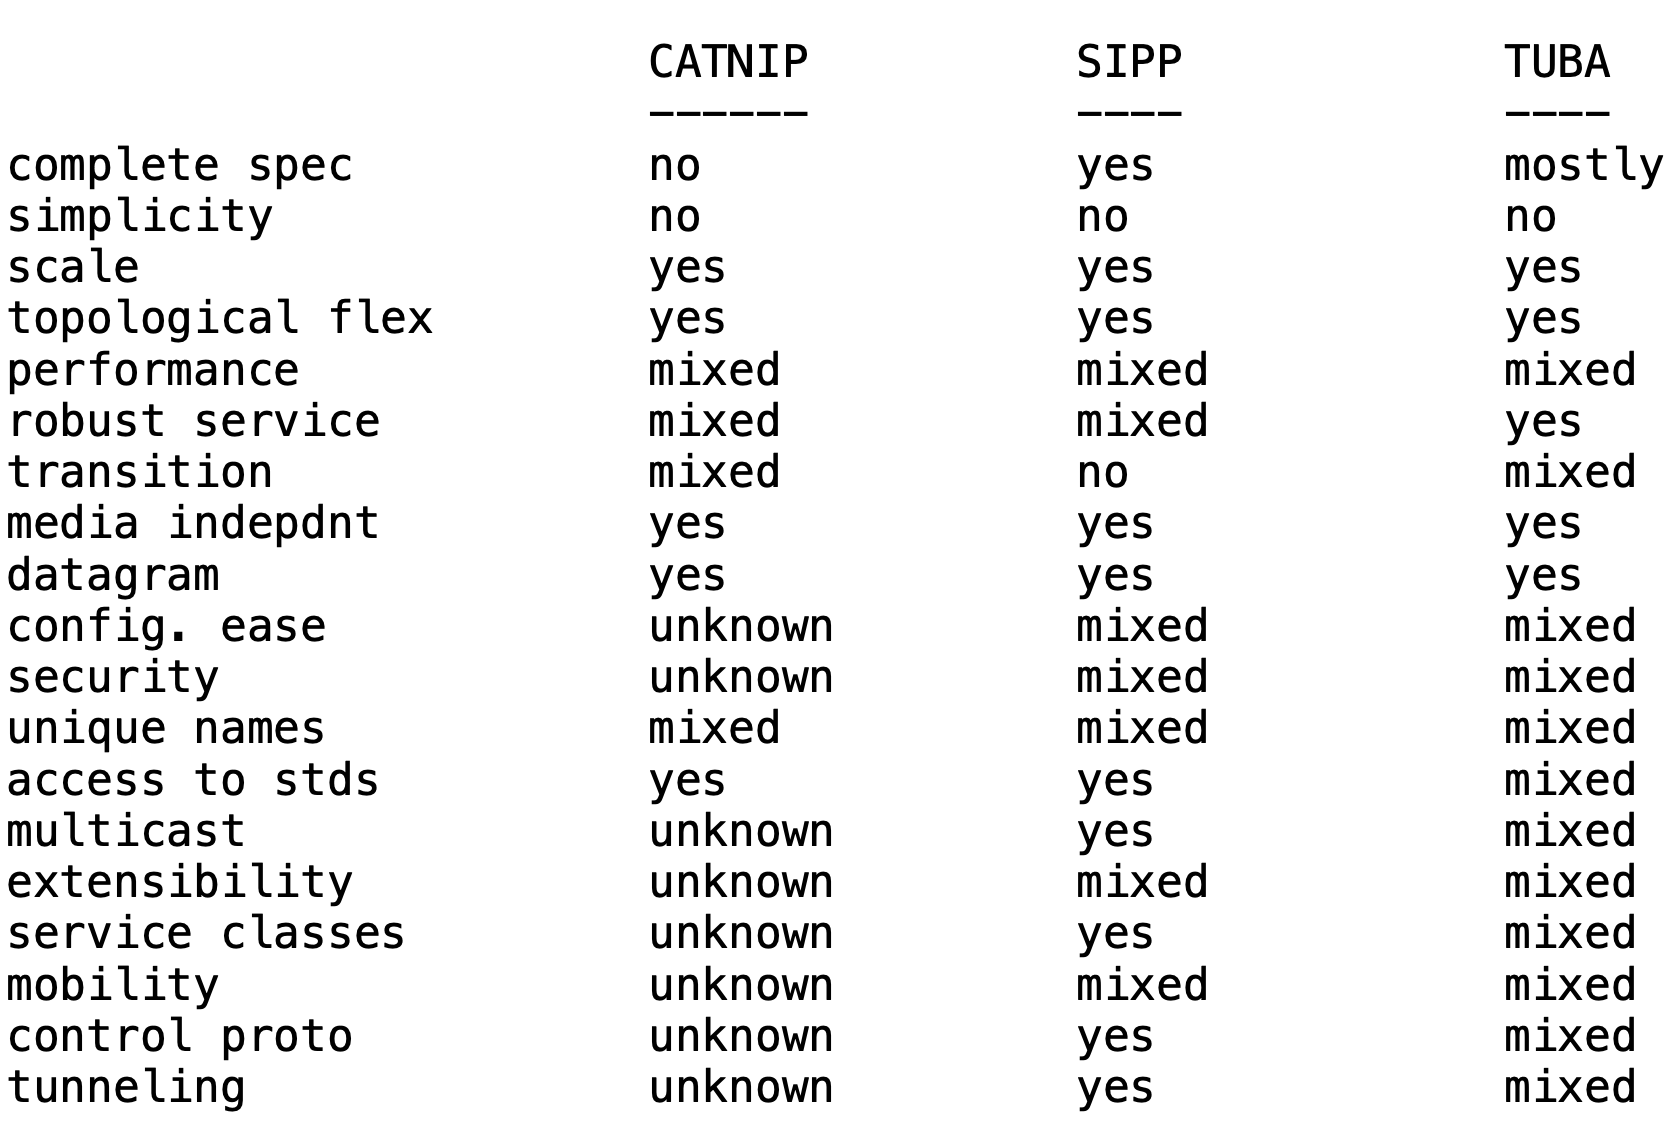 CATNIP SIPP TUBA
------ ---- ----
complete spec no yes mostly
simplicity no no no
scale yes yes yes
topological flex yes yes yes
performance mixed mixed mixed
robust service mixed mixed yes
transition mixed no mixed
media indepdnt yes yes yes
datagram yes yes yes
config. ease unknown mixed mixed
security unknown mixed mixed
unique names mixed mixed mixed
access to stds yes yes mixed
multicast unknown yes mixed
extensibility unknown mixed mixed
service classes unknown yes mixed
mobility unknown mixed mixed
control proto unknown yes mixed
tunneling unknown yes mixed